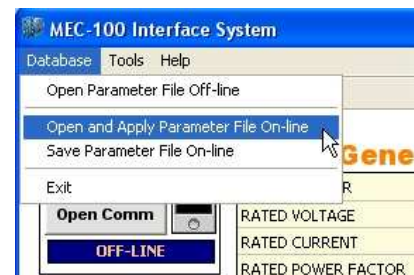 MEC-100 Interface System
Database Tools Help
Open Parameter File Off-line
Open and Apply Parameter File On-line
Save Parameter File On-line
Exit
Gene
R
Open Comm
RATED VOLTAGE
OFF-LINE
RATED CURRENT
RATED POWER FACTOR